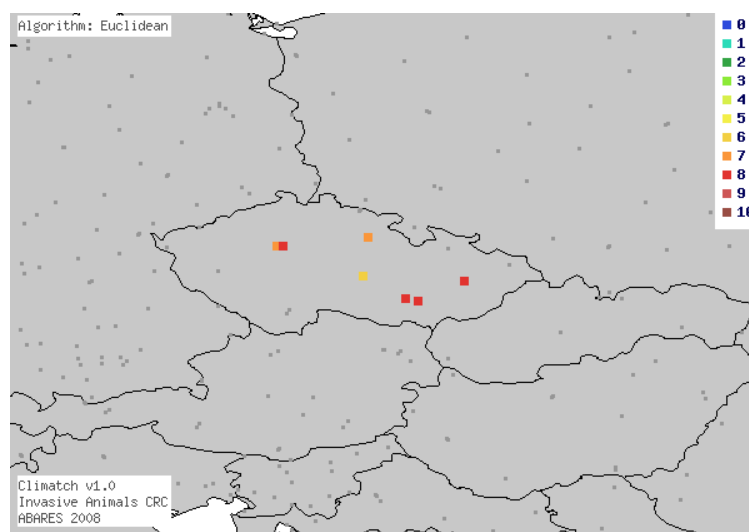 Algorithm: Euclidean
0
1
2
3
4
5
6
7
8
9
10
Climatch v1.0
Invasive Animals CRC
ABARES 2008